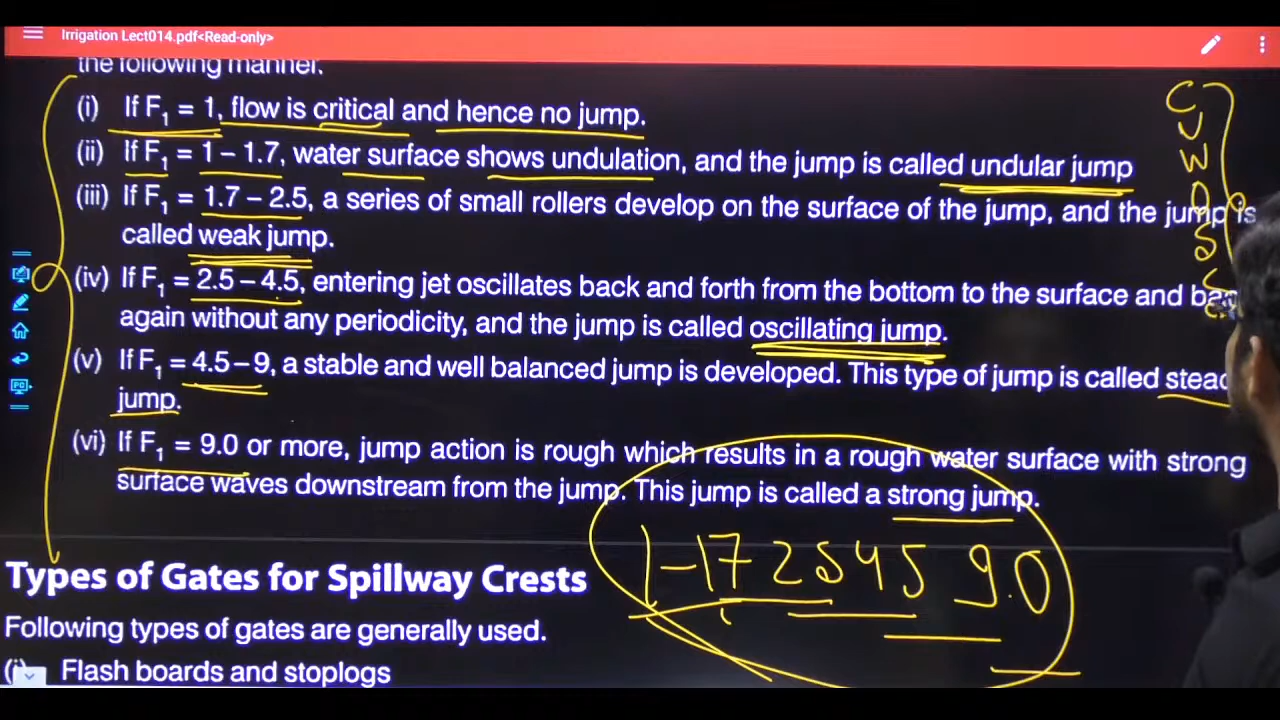 Irrigation Lect014.pdf<Read-only>
the following manner.
(i) If F1 = 1, flow is critical and hence no jump.
(ii) If F1 = 1 – 1.7, water surface shows undulation, and the jump is called undular jump
(iii) If F1 = 1.7 – 2.5, a series of small rollers develop on the surface of the jump, and the jump is
called weak jump.
(iv) If F1 = 2.5 – 4.5, entering jet oscillates back and forth from the bottom to the surface and
again without any periodicity, and the jump is called oscillating jump.
(v) If F1 = 4.5 – 9, a stable and well balanced jump is developed. This type of jump is called
jump.
(vi) If F1 = 9.0 or more, jump action is rough which results in a rough water surface with strong
surface waves downstream from the jump. This jump is called a strong jump.
1-17 25 45 9.0
Types of Gates for Spillway Crests
Following types of gates are generally used.
Flash boards and stoplogs
C
U
W
O
S